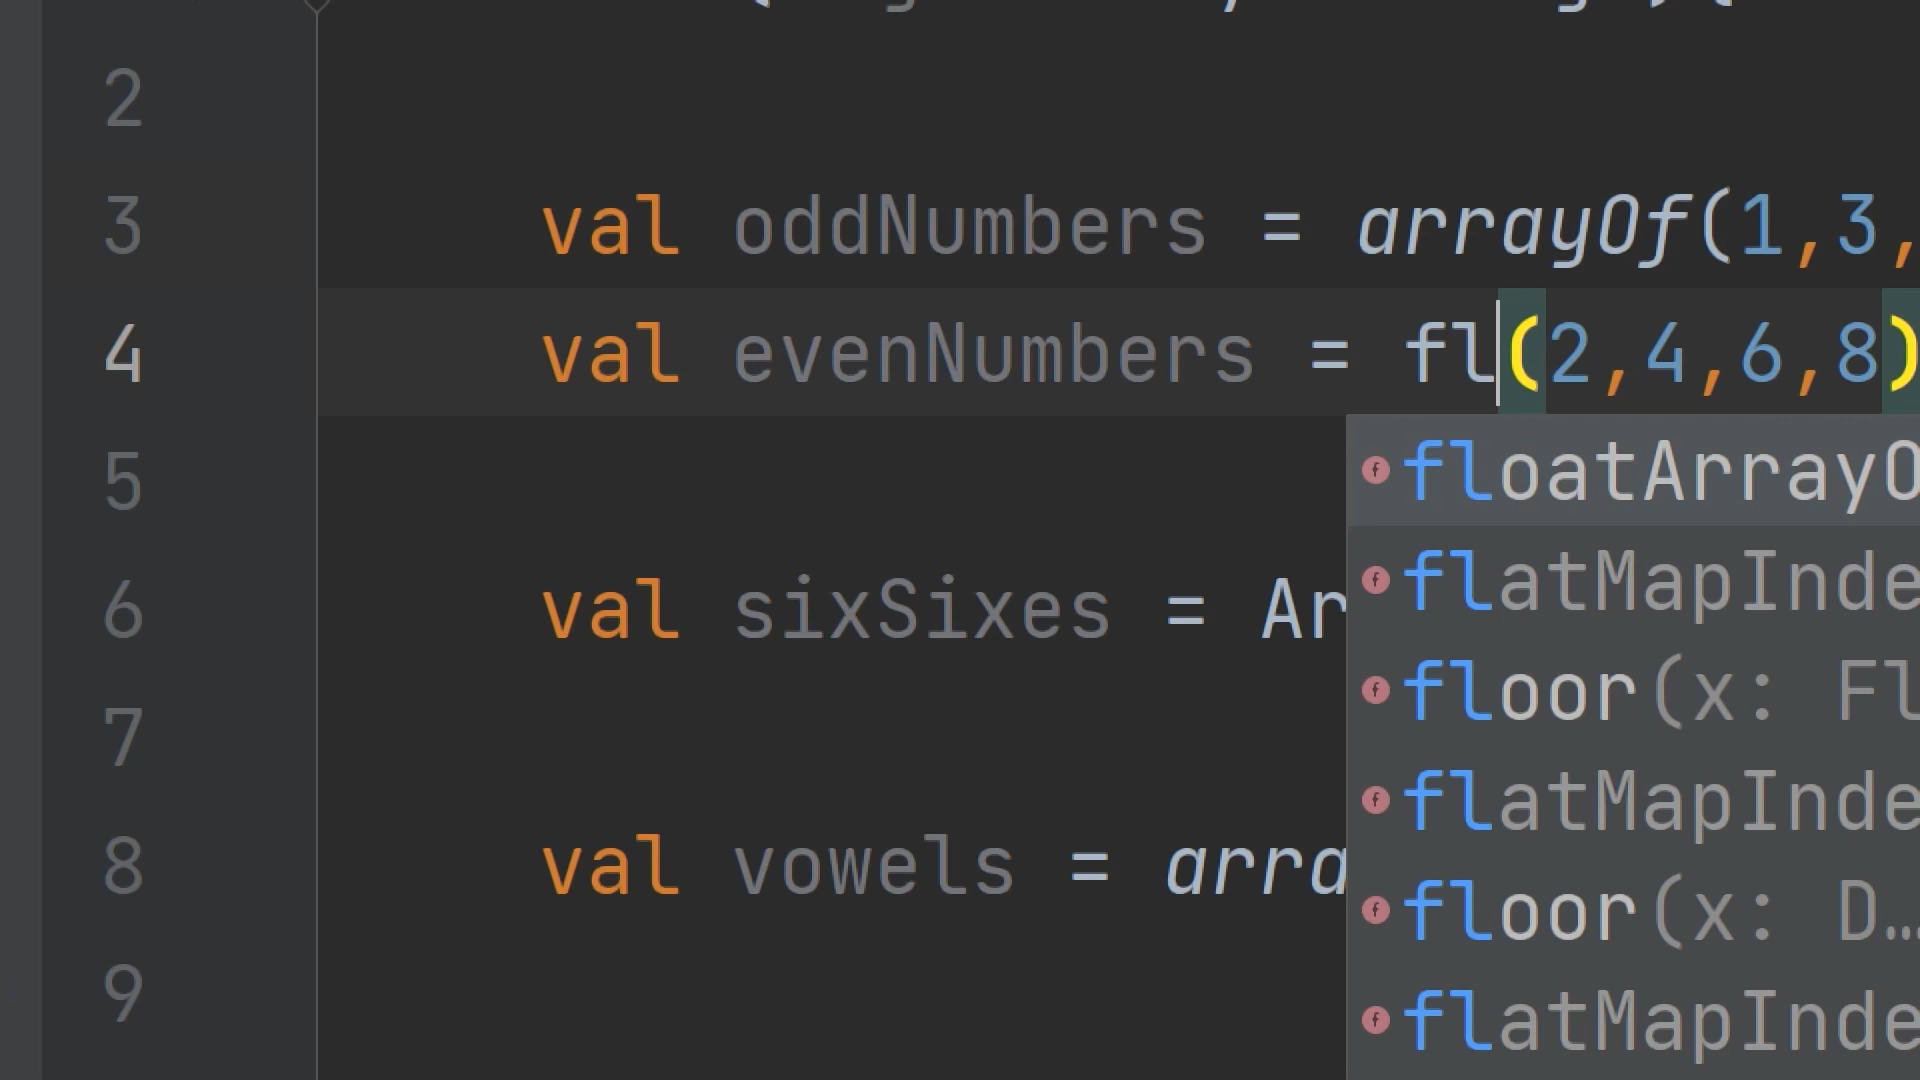 2
3 val oddNumbers = arrayOf(1,3,
4 val evenNumbers = fl(2,4,6,8)
floatArrayO
5
flatMapInde
6 val sixSixes = Ar
floor(x: Fl
7
flatMapInde
8 val vowels = arra
floor(x: D…
9
flatMapInde